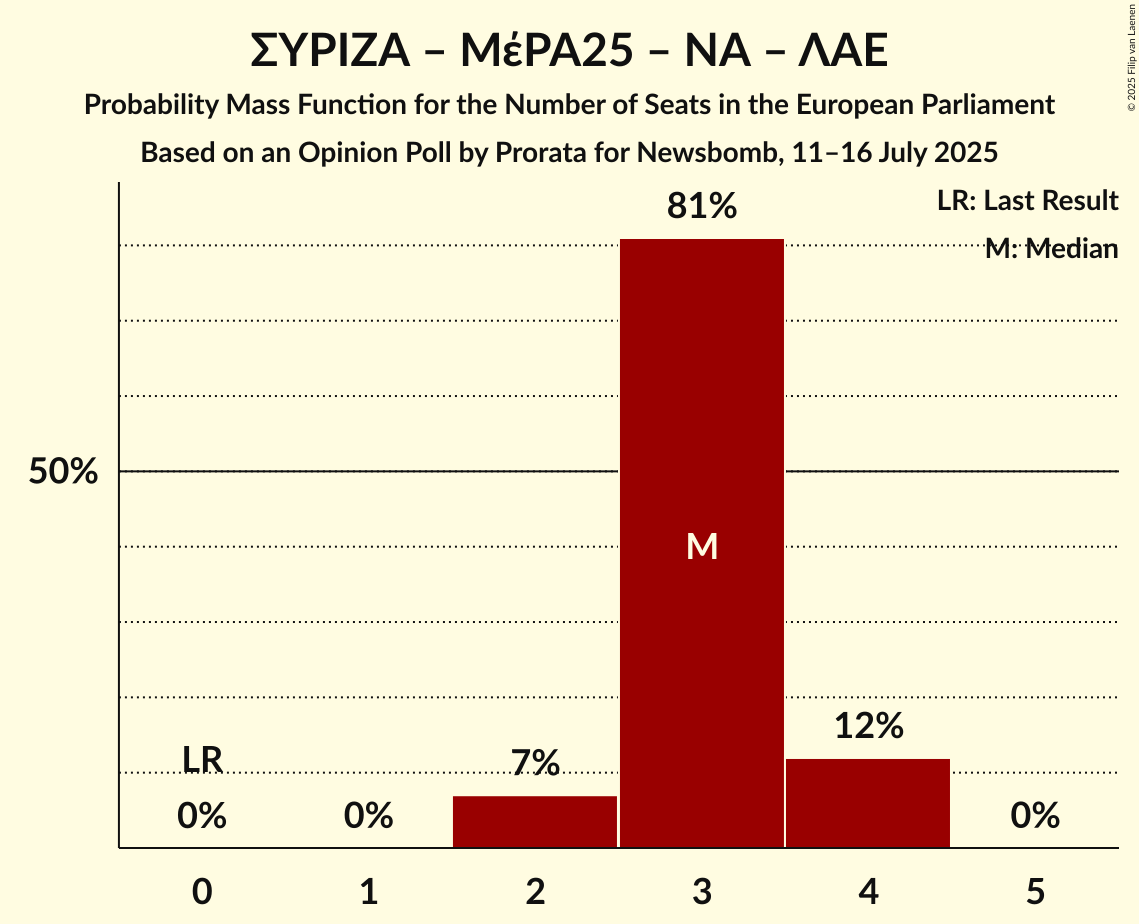 ΣΥΡΙΖΑ – ΜέΡΑ25 – ΝΑ – ΛΑΕ
Probability Mass Function for the Number of Seats in the European Parliament
Based on an Opinion Poll by Prorata for Newsbomb, 11–16 July 2025
© 2025 Filip van Laenen
LR: Last Result
M: Median
81%
50%
M
12%
LR
7%
0%
0%
0%
0
1
2
3
4
5